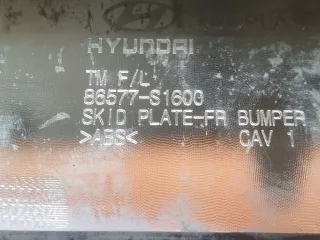 HYUNDAI
TM F/L
86577-S1600
SKID PLATE-FR BUMPER
>ABS< CAV 1